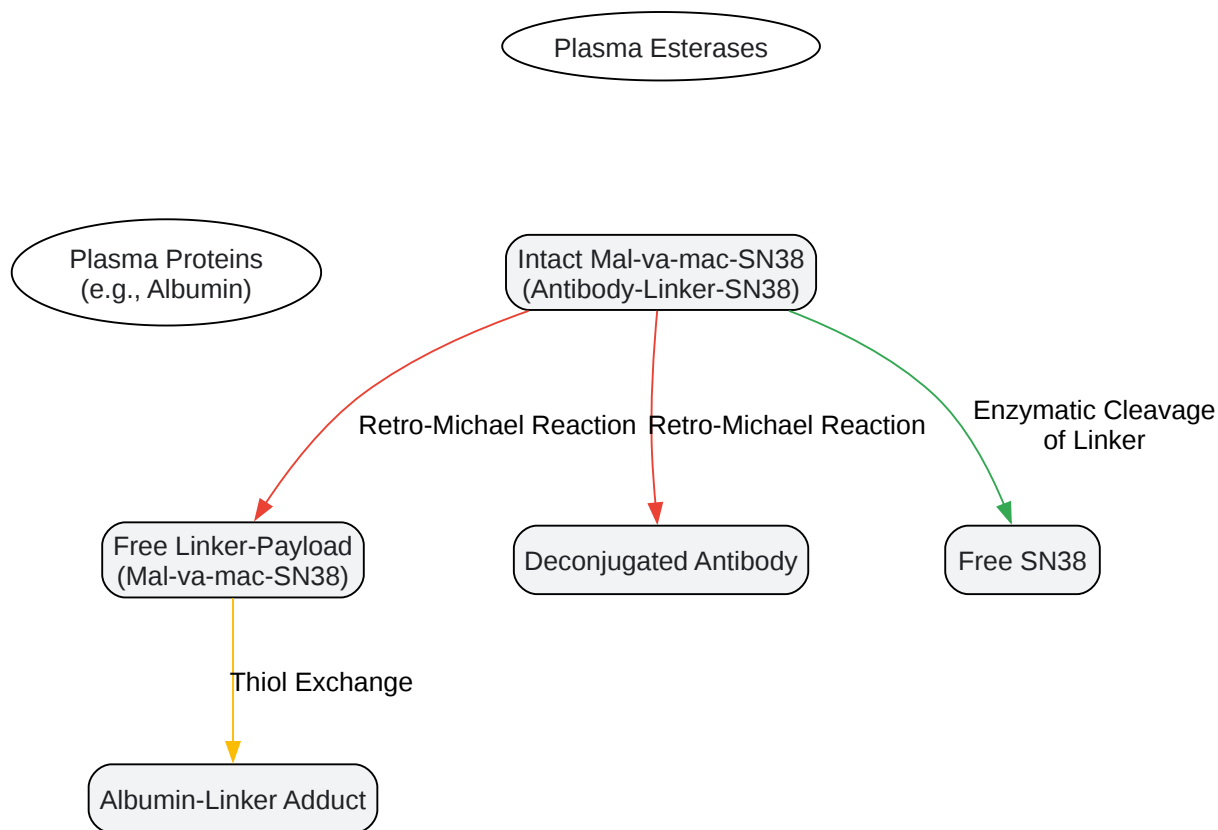 Plasma Esterases
Plasma Proteins
(e.g., Albumin)
Intact Mal-va-mac-SN38
(Antibody-Linker-SN38)
Retro-Michael Reaction
Retro-Michael Reaction
Enzymatic Cleavage
of Linker
Free Linker-Payload
(Mal-va-mac-SN38)
Deconjugated Antibody
Free SN38
Thiol Exchange
Albumin-Linker Adduct